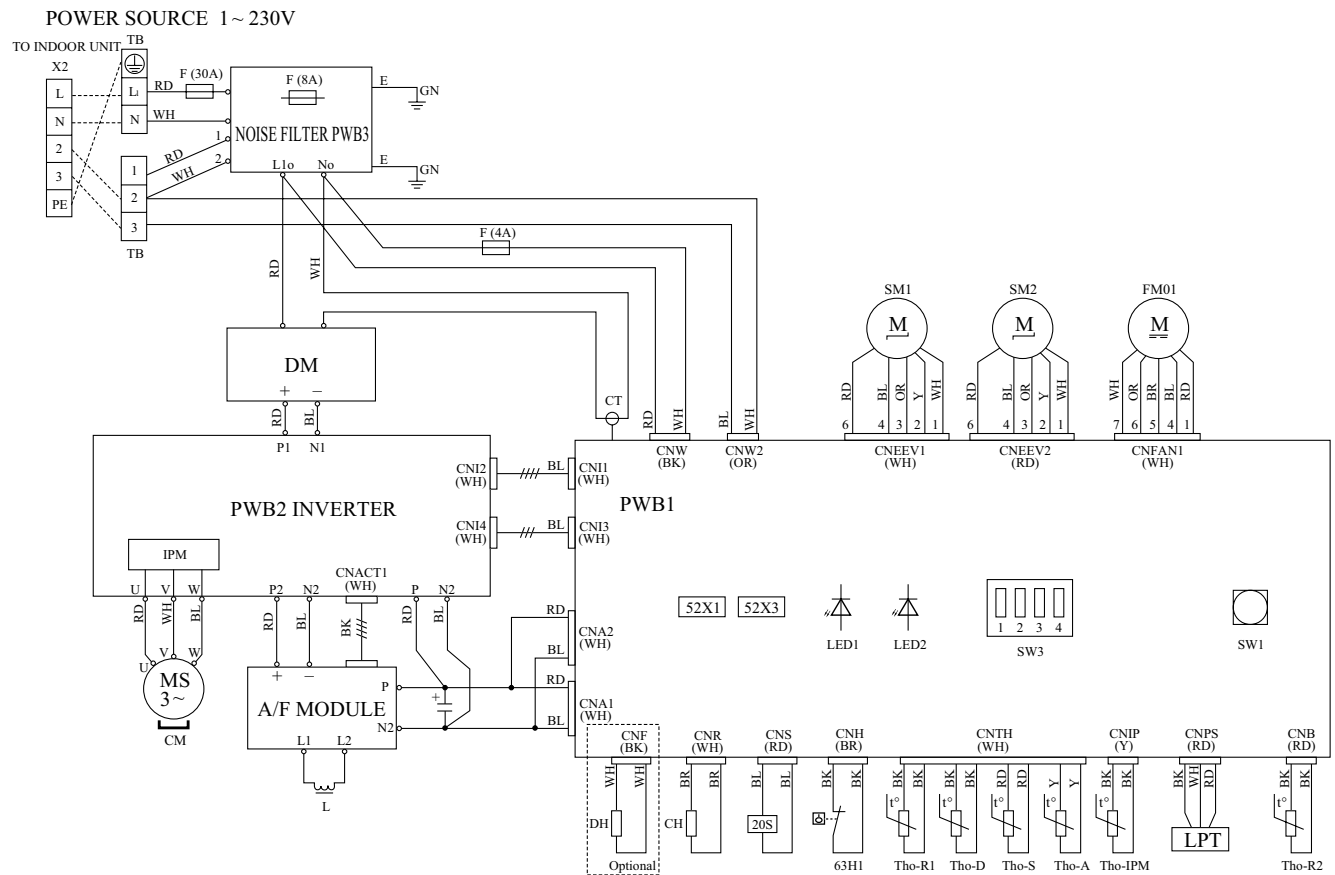 POWER SOURCE 1~ 230V
TO INDOOR UNIT
TB
X2
L
N
2
3
PE
L1
N
RD
F (30A)
WH
F (8A)
NOISE FILTER PWB3
1
2
L1o
No
E
GN
E
GN
1
2
3
TB
RD
WH
RD
WH
F (4A)
DM
+
−
RD
BL
P1
N1
CT
RD
WH
BL
WH
CNW
(BK)
CNW2
(OR)
SM1
M
RD
BL
OR
Y
WH
6
4
3
2
1
CNEEV1
(WH)
SM2
M
RD
BL
OR
Y
WH
6
4
3
2
1
CNEEV2
(RD)
FM01
M
WH
OR
BR
BL
RD
7
6
5
4
1
CNFAN1
(WH)
PWB2 INVERTER
CNI2
(WH)
BL
CNI1
(WH)
CNI4
(WH)
BL
CNI3
(WH)
PWB1
IPM
U
V
W
RD
WH
BL
U
V
W
MS
3~
CM
P2
N2
RD
BL
CNACT1
(WH)
BK
P
N2
RD
BL
+
−
P
A/F MODULE
N2
L1
L2
L
+
RD
BL
CNA2
(WH)
RD
BL
CNA1
(WH)
52X1
52X3
LED1
LED2
1 2 3 4
SW3
SW1
CNF
(BK)
WH
WH
DH
Optional
CNR
(WH)
BR
BR
CH
CNS
(RD)
BL
BL
20S
CNH
(BR)
BK
BK
63H1
CNTH
(WH)
BK
BK
t°
Tho-R1
BK
BK
t°
Tho-D
RD
RD
t°
Tho-S
Y
Y
t°
Tho-A
CNIP
(Y)
BK
BK
t°
Tho-IPM
CNPS
(RD)
BK
WH
RD
LPT
CNB
(RD)
BK
BK
t°
Tho-R2